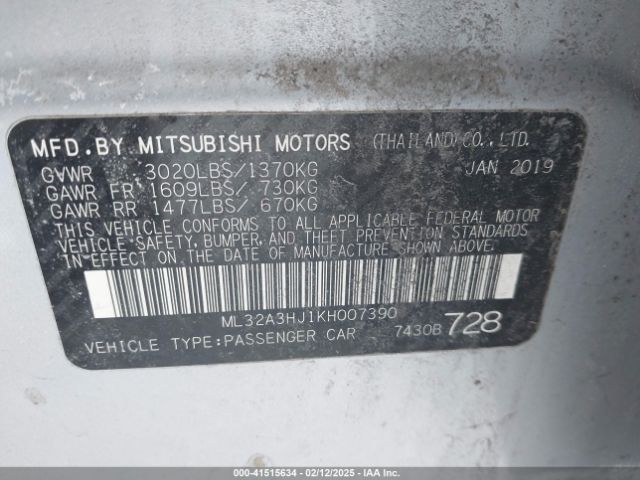 MFD. BY MITSUBISHI MOTORS (THAILAND) CO., LTD.
GVWR 3020LBS/1370KG JAN 2019
GAWR FR 1609LBS/ 730KG
GAWR RR 1477LBS/ 670KG
THIS VEHICLE CONFORMS TO ALL APPLICABLE FEDERAL MOTOR
VEHICLE SAFETY, BUMPER, AND THEFT PREVENTION STANDARDS
IN EFFECT ON THE DATE OF MANUFACTURE SHOWN ABOVE.
ML32A3HJ1KH007390
VEHICLE TYPE:PASSENGER CAR 7430B 728
000-41515634 - 02/12/2025 - IAA Inc.